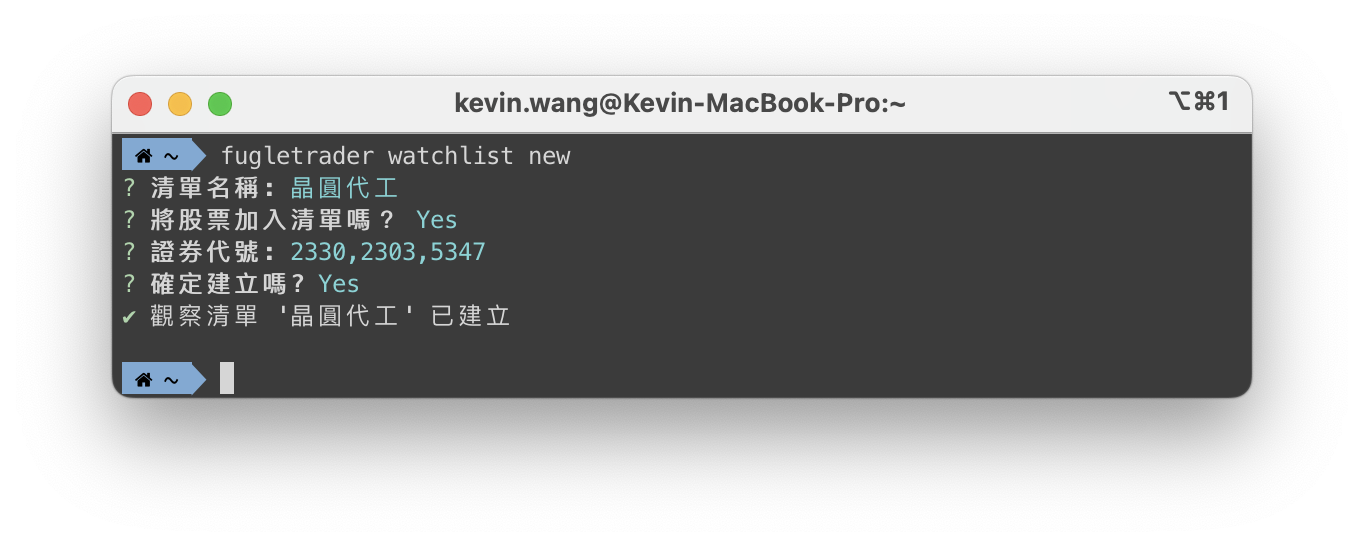 kevin.wang@Kevin-MacBook-Pro:~
⌥⌘1
~ fugletrader watchlist new
? 清單名稱: 晶圓代工
? 將股票加入清單嗎? Yes
? 證券代號: 2330,2303,5347
? 確定建立嗎? Yes
✔ 觀察清單 '晶圓代工' 已建立
~